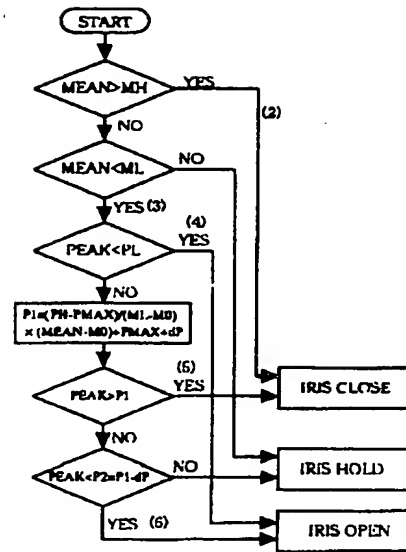 START
MEAN>MH
YES
(2)
NO
MEAN<ML
NO
YES (3)
(4)
YES
PEAK<PL
NO
P1=(PH-PMAX)/(ML-M0)
×(MEAN-M0)+PMAX+dP
(5)
YES
PEAK>P1
IRIS CLOSE
NO
PEAK<P2=P1-dP
NO
IRIS HOLD
YES (6)
IRIS OPEN